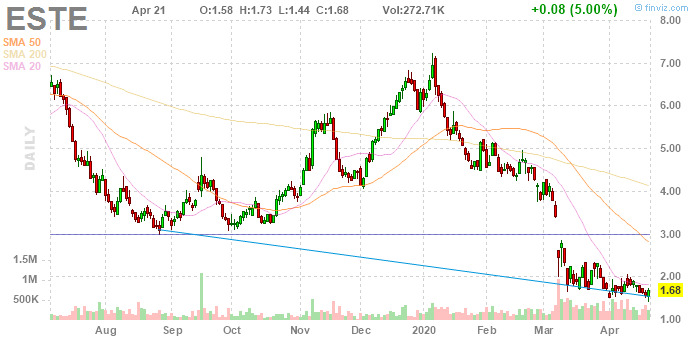 ESTE Apr 21 O:1.58 H:1.73 L:1.44 C:1.68 Vol:272.71K +0.08 (5.00%) © finviz.com
SMA 50
SMA 200
SMA 20
DAILY
8.00
7.00
6.00
5.00
4.00
3.00
2.00
1.68
1.00
1.5M
1M
500K
Aug Sep Oct Nov Dec 2020 Feb Mar Apr